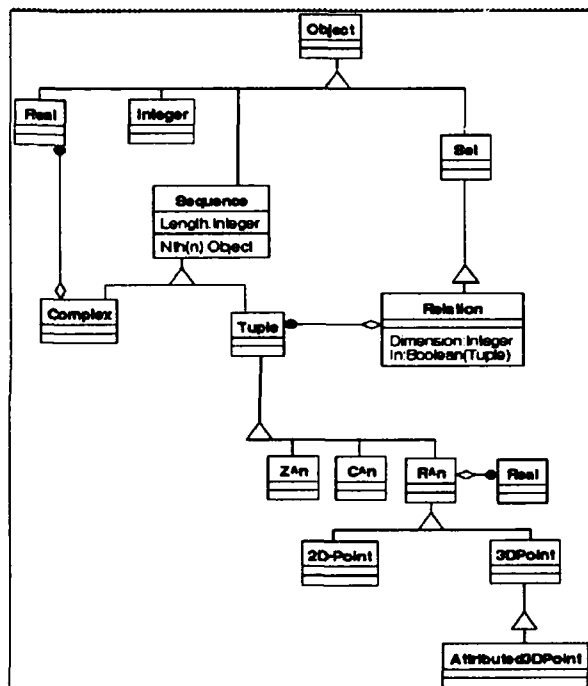 Object
Real
Integer
Set
Sequence
Length:Integer
Nth(n) Object
Complex
Tuple
Relation
Dimension:Integer
In:Boolean(Tuple)
Z^n
C^n
R^n
Real
2D-Point
3DPoint
Attributed3DPoint